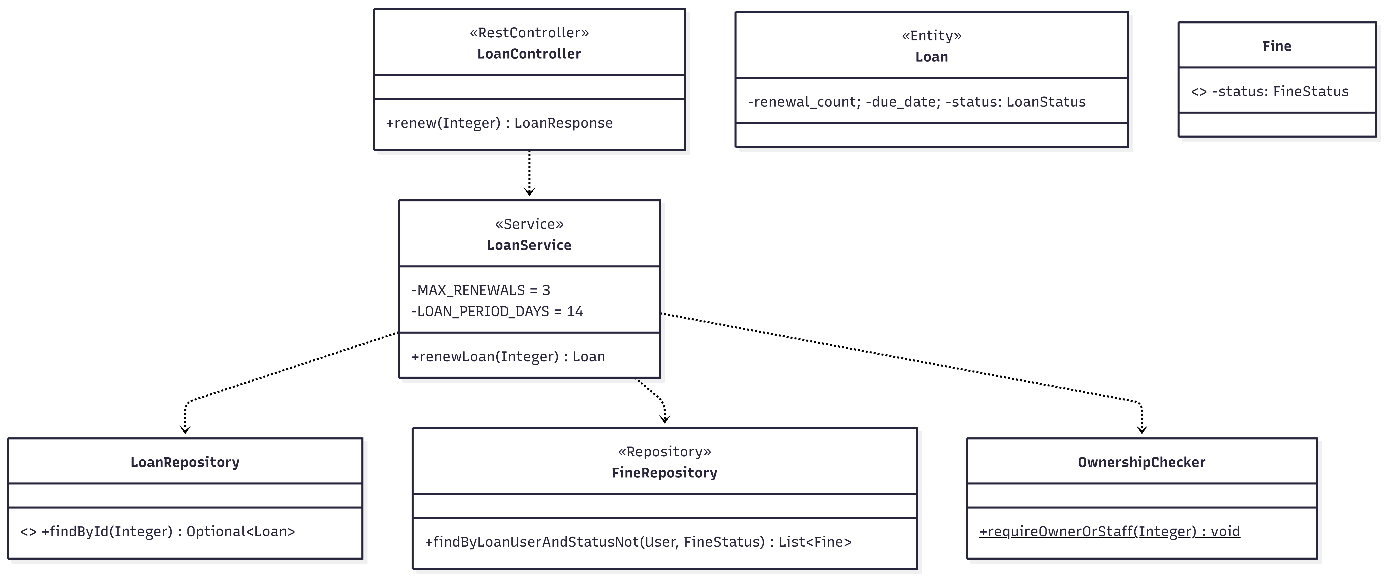 «RestController»
LoanController
+renew(Integer) : LoanResponse
«Entity»
Loan
-renewal_count; -due_date; -status: LoanStatus
Fine
<> -status: FineStatus
«Service»
LoanService
-MAX_RENEWALS = 3
-LOAN_PERIOD_DAYS = 14
+renewLoan(Integer) : Loan
LoanRepository
<> +findById(Integer) : Optional<Loan>
«Repository»
FineRepository
+findByLoanUserAndStatusNot(User, FineStatus) : List<Fine>
OwnershipChecker
+requireOwnerOrStaff(Integer) : void